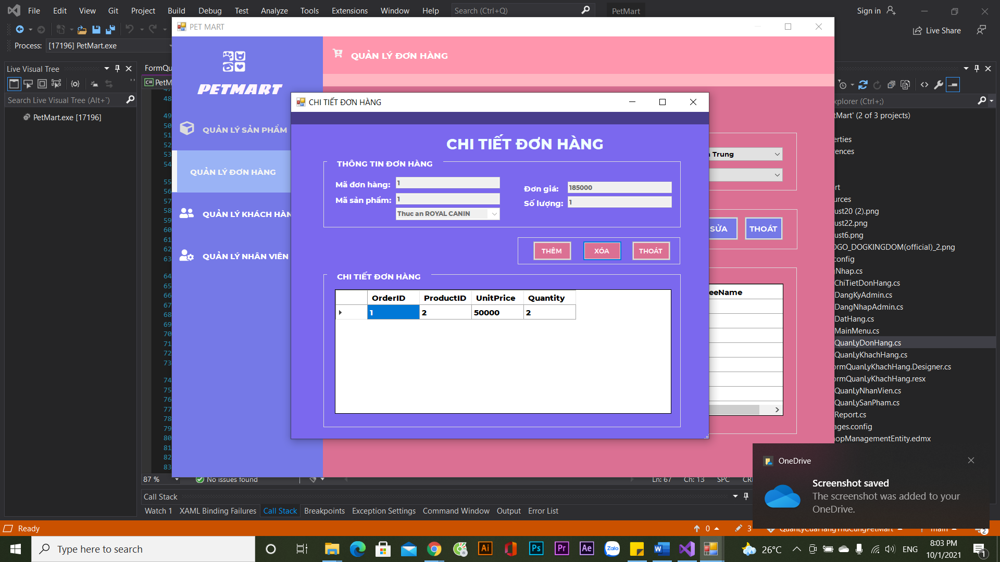 File Edit View Git Project Build Debug Test Analyze Tools Extensions Window Help Search (Ctrl+Q) PetMart Sign in
Live Share
Process: [17196] PetMart.exe
Live Visual Tree
Search Live Visual Tree (Alt+`)
PetMart.exe [17196]
PET MART
PETMART
QUẢN LÝ SẢN PHẨM
QUẢN LÝ ĐƠN HÀNG
QUẢN LÝ KHÁCH HÀN
QUẢN LÝ NHÂN VIÊN
QUẢN LÝ ĐƠN HÀNG
CHI TIẾT ĐƠN HÀNG
CHI TIẾT ĐƠN HÀNG
THÔNG TIN ĐƠN HÀNG
Mã đơn hàng: 1
Mã sản phẩm: 1
Thuc an ROYAL CANIN
Đơn giá: 185000
Số lượng: 1
THÊM XÓA THOÁT
CHI TIẾT ĐƠN HÀNG
OrderID ProductID UnitPrice Quantity
1 2 50000 2
Trung
SỬA THOÁT
eeName
FormQu
PetM
48
49
50
51
52
53
54
55
56
57
58
59
60
61
62
63
64
65
66
67
68
69
70
71
72
73
74
75
76
77
78
79
80
81
82
83
xplorer (Ctrl+;)
tMart' (2 of 3 projects)
erties
ences
rt
urces
ust20 (2).png
ust22.png
ust6.png
OGO_DOGKINGDOM(official)_2.png
config
gNhap.cs
ChiTietDonHang.cs
DangKyAdmin.cs
DangNhapAdmin.cs
DatHang.cs
MainMenu.cs
QuanLyDonHang.cs
QuanLyKhachHang.cs
ormQuanLyKhachHang.Designer.cs
ormQuanLyKhachHang.resx
QuanLyNhanVien.cs
QuanLySanPham.cs
Report.cs
ages.config
hopManagementEntity.edmx
87 % No issues found Ln: 67 Ch: 13 SPC CR
Call Stack
Watch 1 XAML Binding Failures Call Stack Breakpoints Exception Settings Command Window Output Error List
OneDrive
Screenshot saved
The screenshot was added to your
OneDrive.
Ready 0 3 QuanLyCuaHangThuCungPetMart main 2
Type here to search
Ai Ps Pr Ae Zalo
26°C ENG 8:03 PM
10/1/2021 1